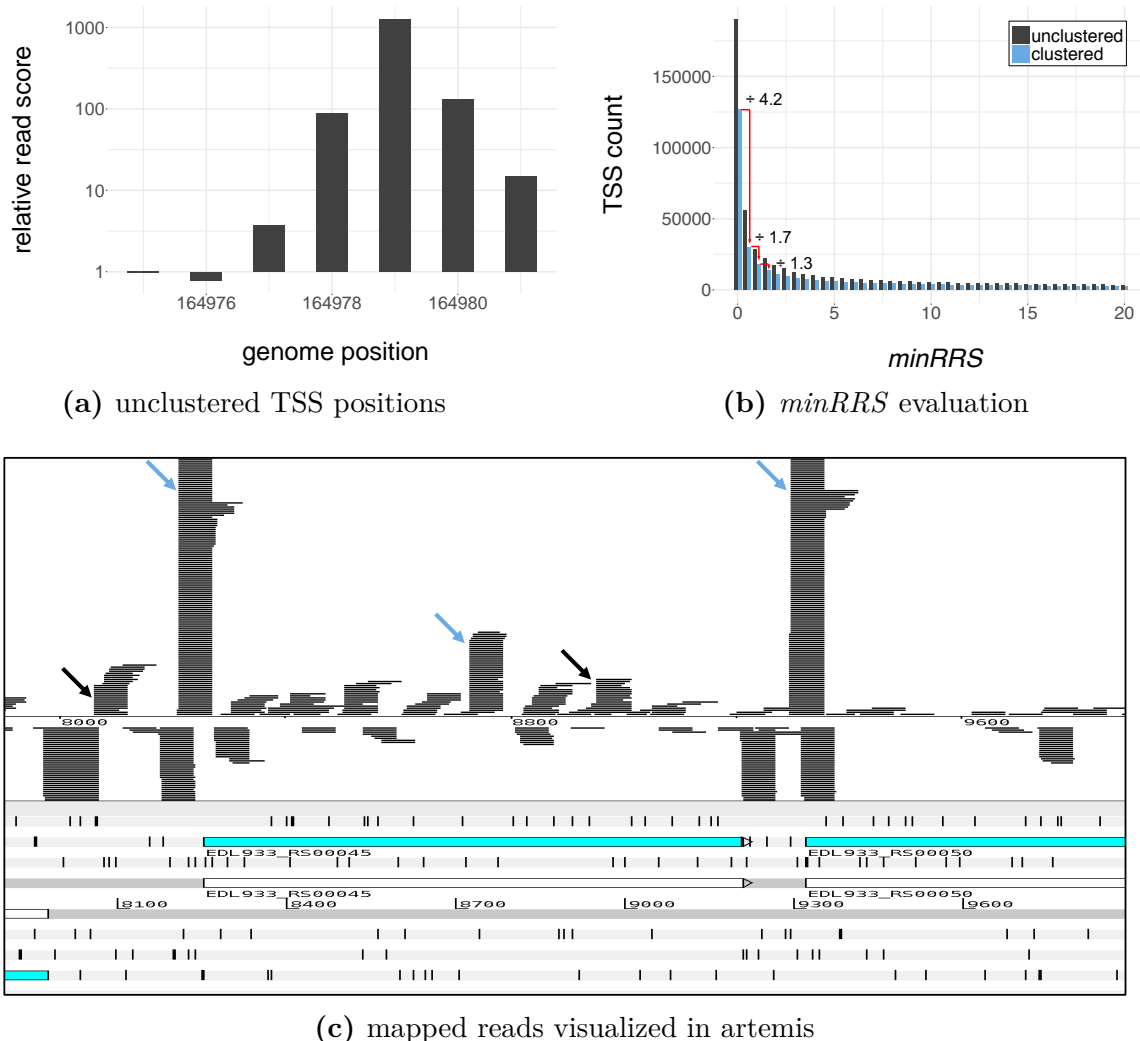 relative read score
1000
100
10
1
164976
164978
164980
genome position
(a) unclustered TSS positions
TSS count
150000
100000
50000
0
unclustered
clustered
÷ 4.2
÷ 1.7
÷ 1.3
0
5
10
15
20
minRRS
(b) minRRS evaluation
8000
8800
9600
EDL933_RS00045
EDL933_RS00050
EDL933_RS00045
EDL933_RS00050
8100
8400
8700
9000
9300
9600
(c) mapped reads visualized in artemis